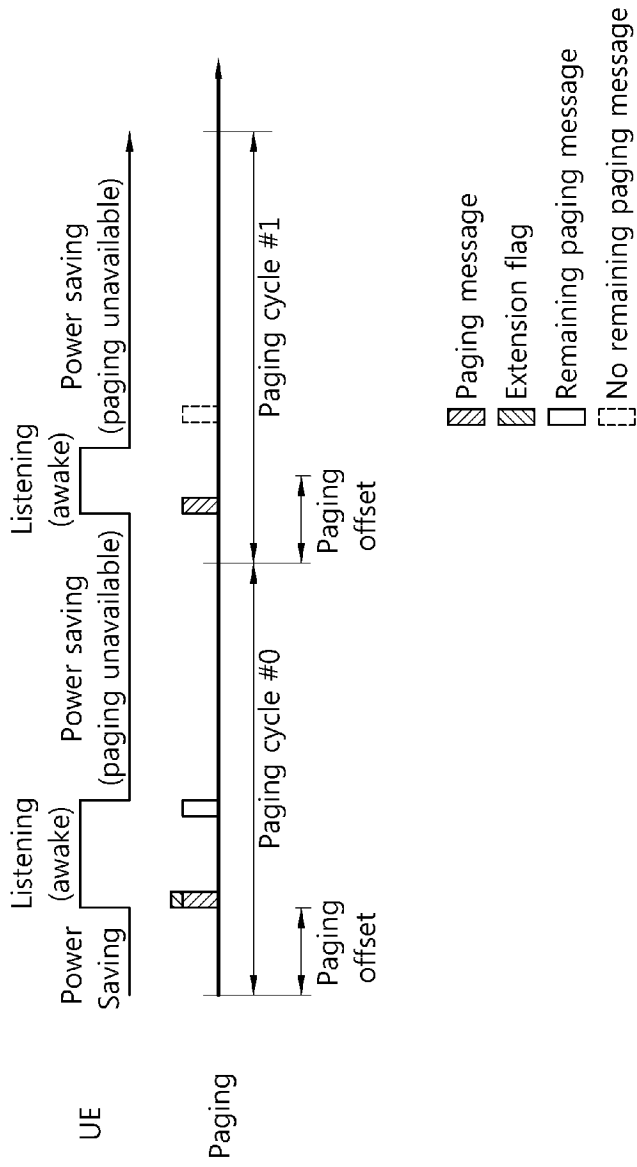 UE
Power
Saving
Listening
(awake)
Power saving
(paging unavailable)
Listening
(awake)
Power saving
(paging unavailable)
Paging
Paging cycle #0
Paging cycle #1
Paging
offset
Paging
offset
Paging message
Extension flag
Remaining paging message
No remaining paging message